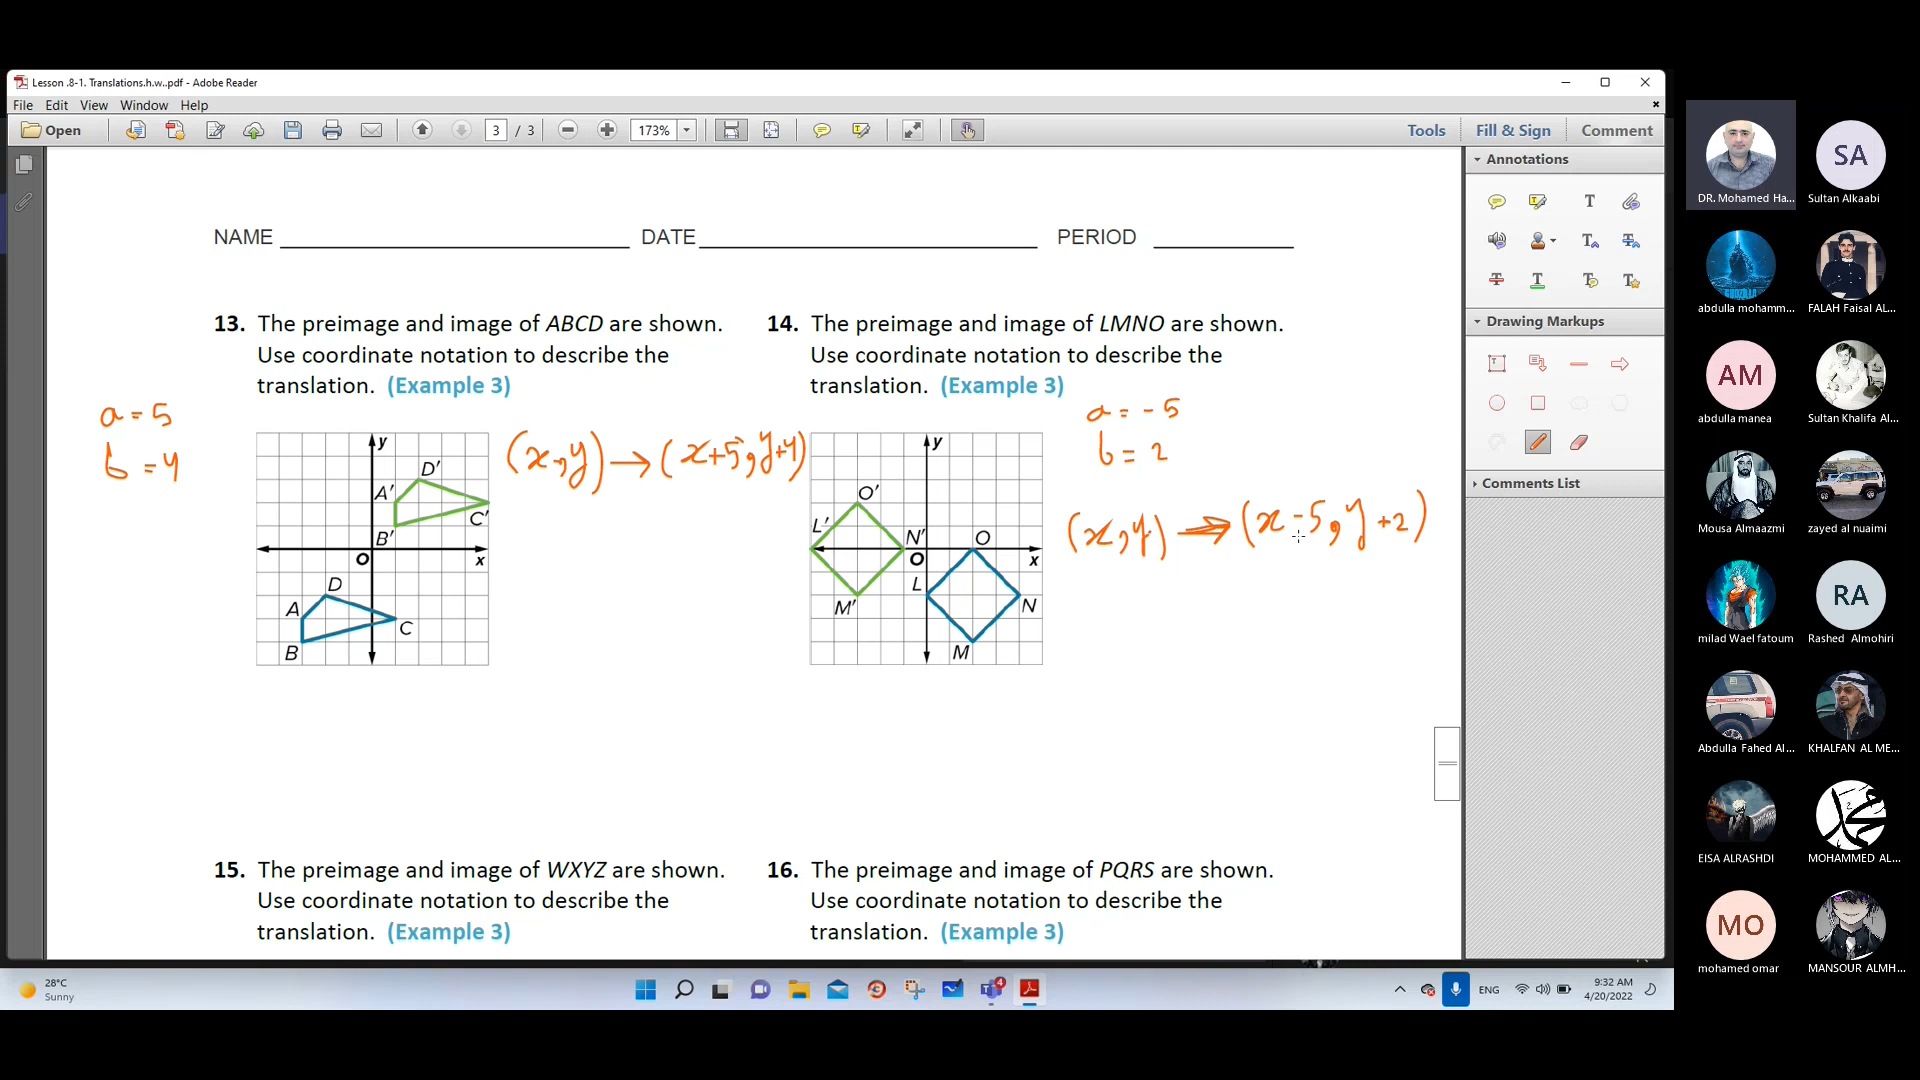 Lesson .8-1. Translations.h.w..pdf - Adobe Reader
File Edit View Window Help
Open 3 / 3 173% Tools Fill & Sign Comment
NAME DATE PERIOD
13. The preimage and image of ABCD are shown.
Use coordinate notation to describe the
translation. (Example 3)
a = 5
b = 4
(x,y) → (x+5, y+4)
y
D'
A'
C'
B'
O
x
D
A
C
B
14. The preimage and image of LMNO are shown.
Use coordinate notation to describe the
translation. (Example 3)
a = -5
b = 2
(x,y) → (x-5, y+2)
y
O'
L'
N'
O
O
x
L
M'
N
M
15. The preimage and image of WXYZ are shown.
Use coordinate notation to describe the
translation. (Example 3)
16. The preimage and image of PQRS are shown.
Use coordinate notation to describe the
translation. (Example 3)
Annotations
Drawing Markups
Comments List
DR. Mohamed Ha...
SA
Sultan Alkaabi
abdulla mohamm...
FALAH Faisal AL...
AM
abdulla manea
Sultan Khalifa Al...
Mousa Almaazmi
zayed al nuaimi
milad Wael fatoum
RA
Rashed Almohiri
Abdulla Fahed Al...
KHALFAN AL ME...
EISA ALRASHDI
MOHAMMED AL...
MO
mohamed omar
MANSOUR ALMH...
28°C
Sunny
4
ENG
9:32 AM
4/20/2022